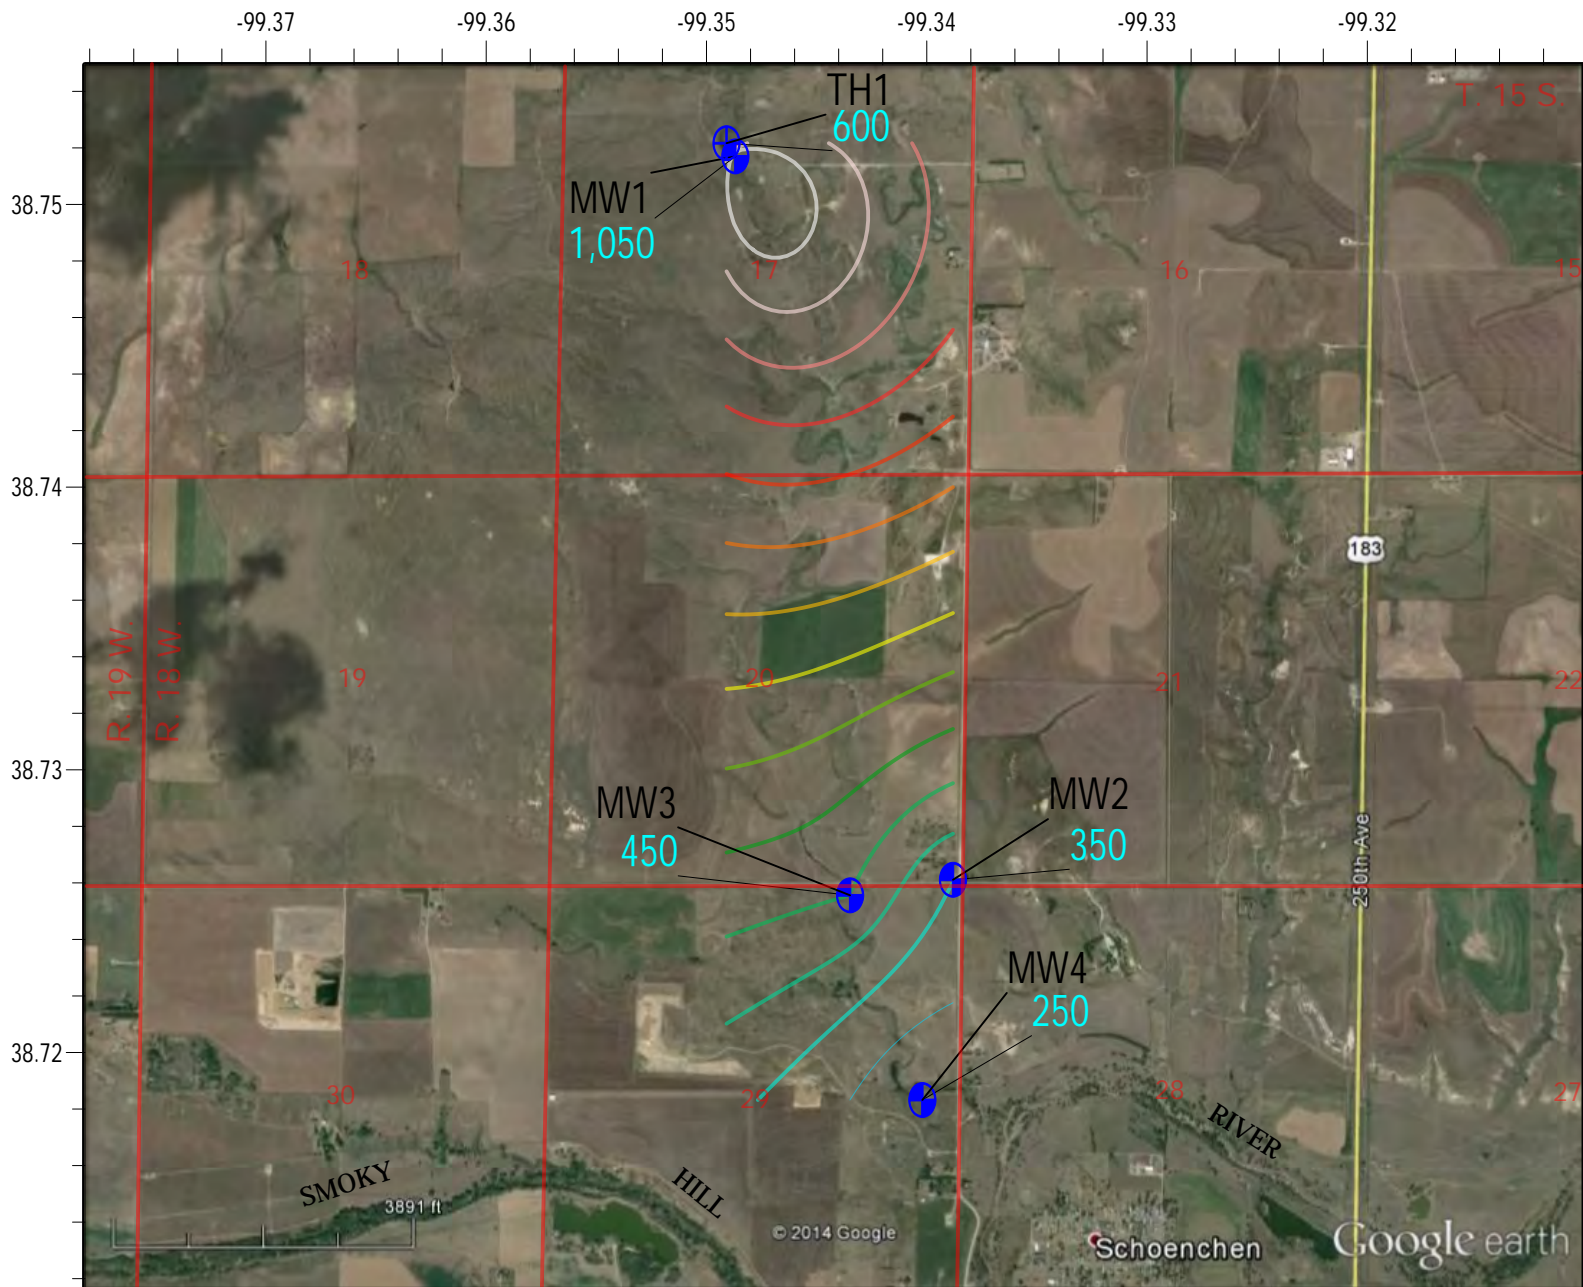 -99.37 -99.36 -99.35 -99.34 -99.33 -99.32
TH1
600
T. 15 S.
MW1
1,050
38.75
18
17
16
15
38.74
183
R. 19 W.
R. 18 W.
19
20
21
22
38.73
MW3
450
MW2
350
250th Ave
MW4
250
38.72
30
29
28
27
SMOKY
HILL
RIVER
3891 ft
© 2014 Google
Schoenchen
Google earth